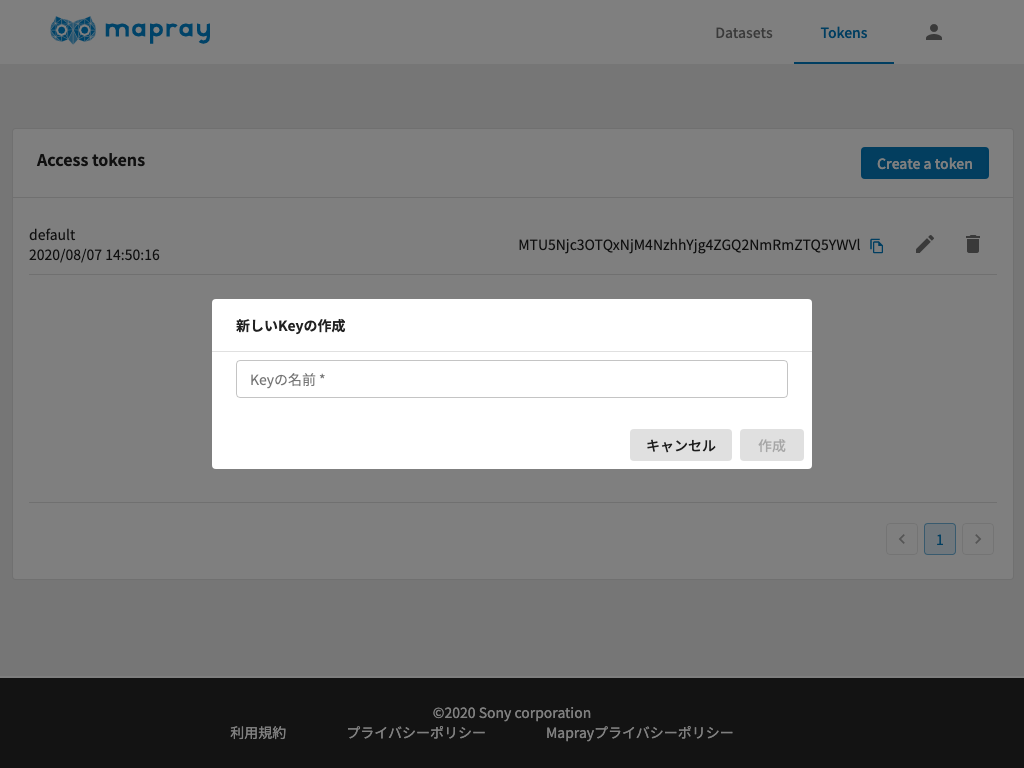 mapray
Datasets
Tokens
Access tokens
Create a token
default
2020/08/07 14:50:16
MTU5Njc3OTQxNjM4NzhhYjg4ZGQ2NmRmZTQ5YWVl
新しいKeyの作成
Keyの名前 *
キャンセル
作成
1
©2020 Sony corporation
利用規約
プライバシーポリシー
Maprayプライバシーポリシー